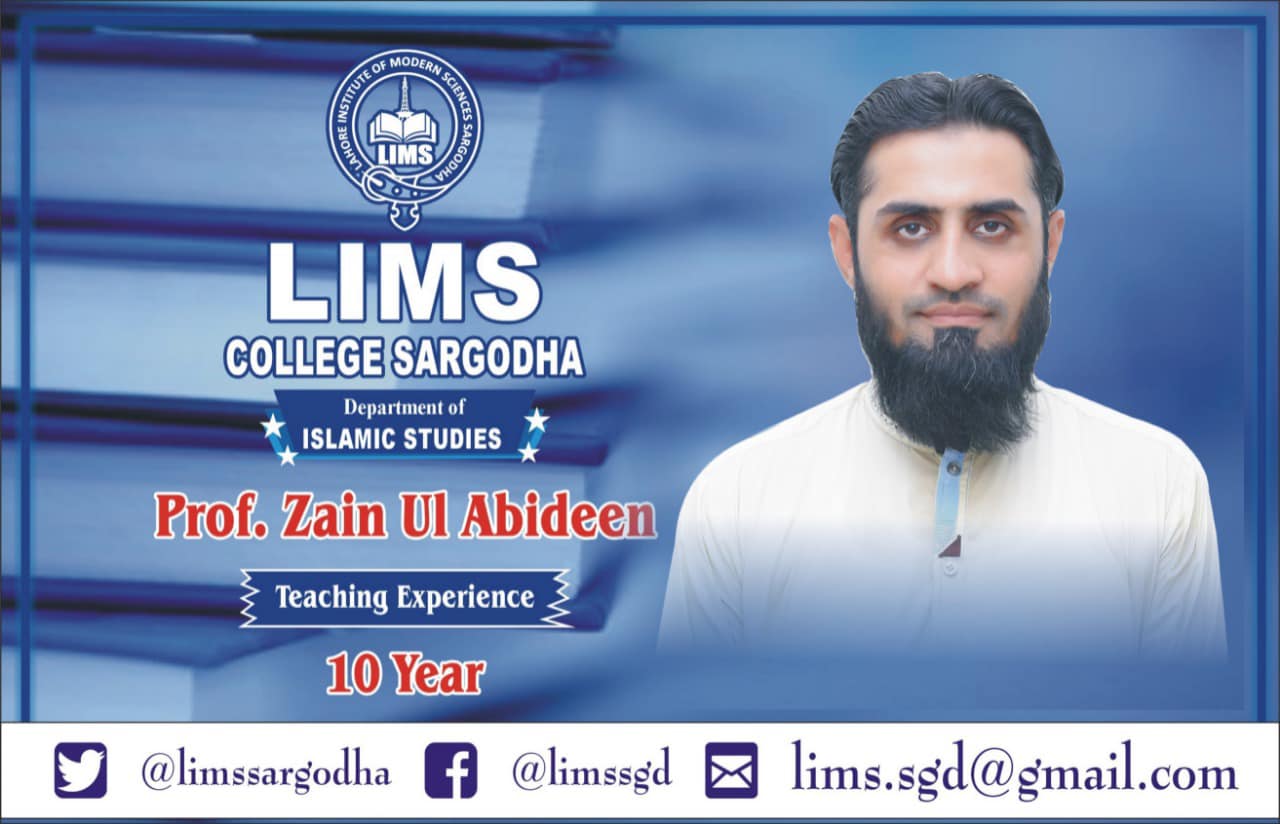 LAHORE INSTITUTE OF MODERN SCIENCES SARGODHA
LIMS
LIMS
COLLEGE SARGODHA
Department of
ISLAMIC STUDIES
Prof. Zain Ul Abideen
Teaching Experience
10 Year
@limssargodha @limssgd lims.sgd@gmail.com